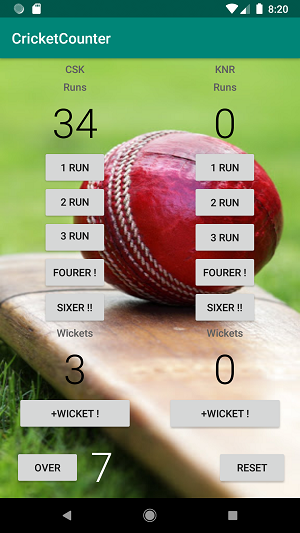 8:20
CricketCounter
CSK KNR
Runs Runs
34 0
1 RUN 1 RUN
2 RUN 2 RUN
3 RUN 3 RUN
FOURER ! FOURER !
SIXER !! SIXER !!
Wickets Wickets
3 0
+WICKET ! +WICKET !
OVER 7 RESET